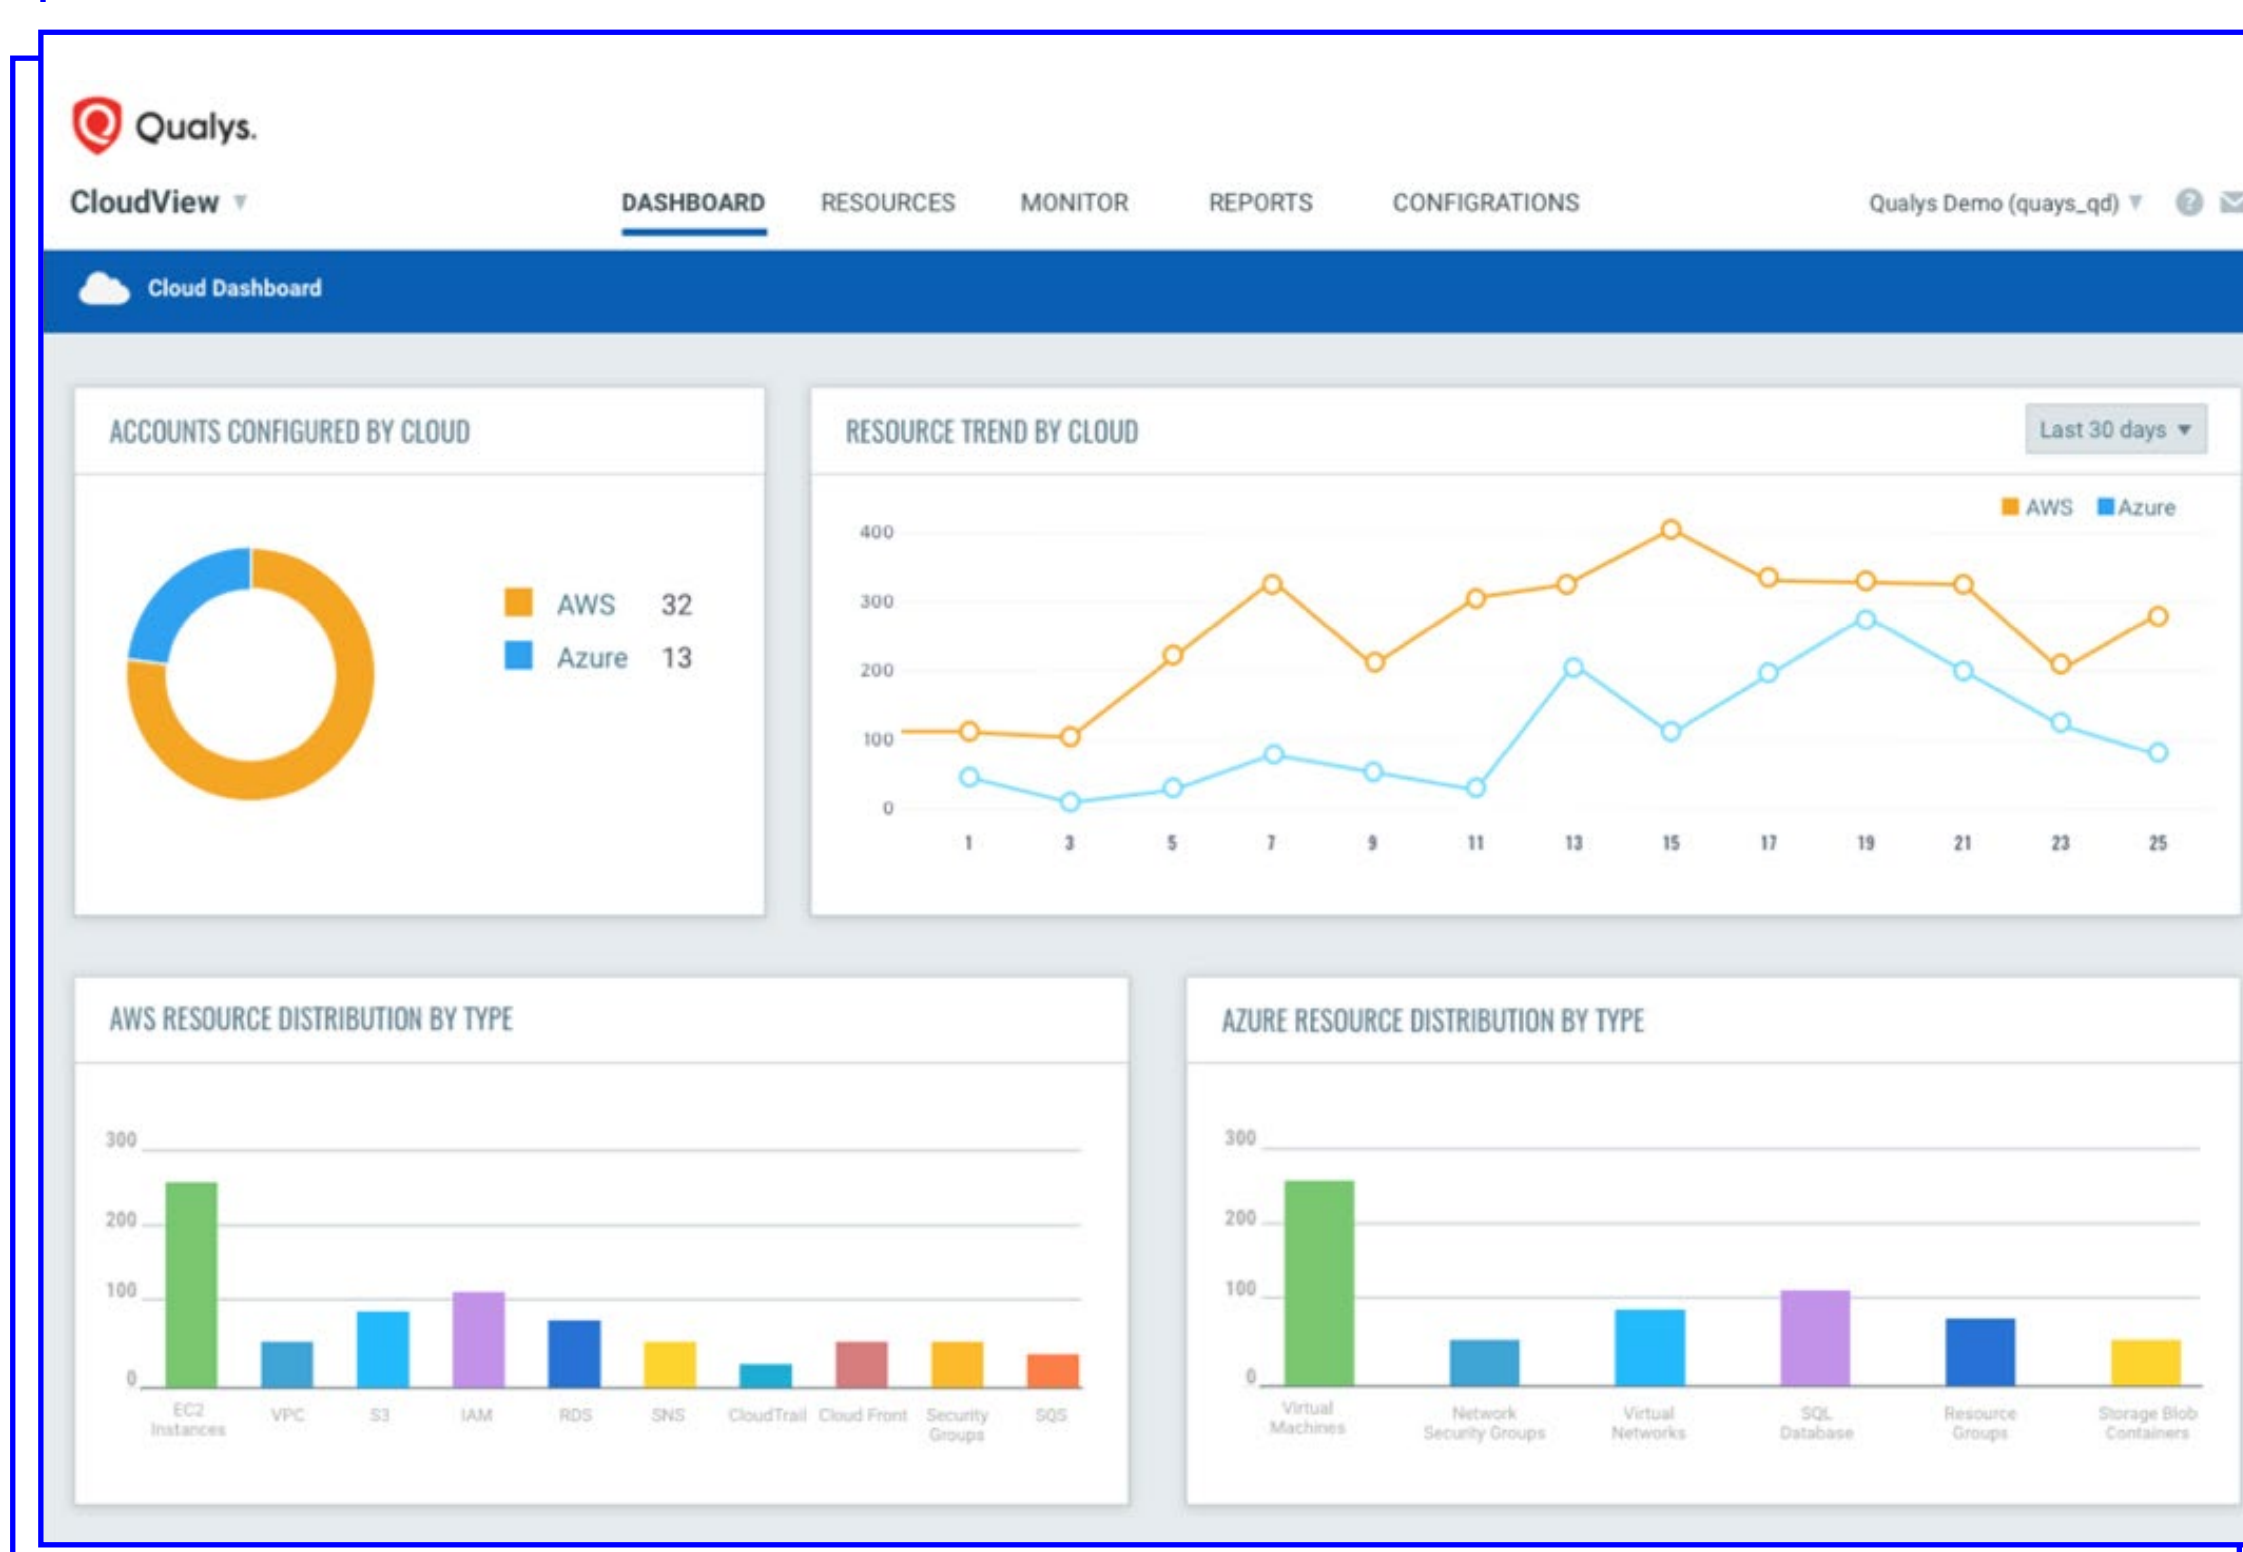 Qualys.
CloudView
DASHBOARD RESOURCES MONITOR REPORTS CONFIGRATIONS
Qualys Demo (quays_qd) ?
Cloud Dashboard
ACCOUNTS CONFIGURED BY CLOUD
AWS 32
Azure 13
RESOURCE TREND BY CLOUD
Last 30 days
AWS Azure
400
300
200
100
0
1 3 5 7 9 11 13 15 17 19 21 23 25
AWS RESOURCE DISTRIBUTION BY TYPE
300
200
100
0
EC2 Instances
VPC
S3
IAM
RDS
SNS
CloudTrail
Cloud Front
Security Groups
SQS
AZURE RESOURCE DISTRIBUTION BY TYPE
300
200
100
0
Virtual Machines
Network Security Groups
Virtual Networks
SQL Database
Resource Groups
Storage Blob Containers